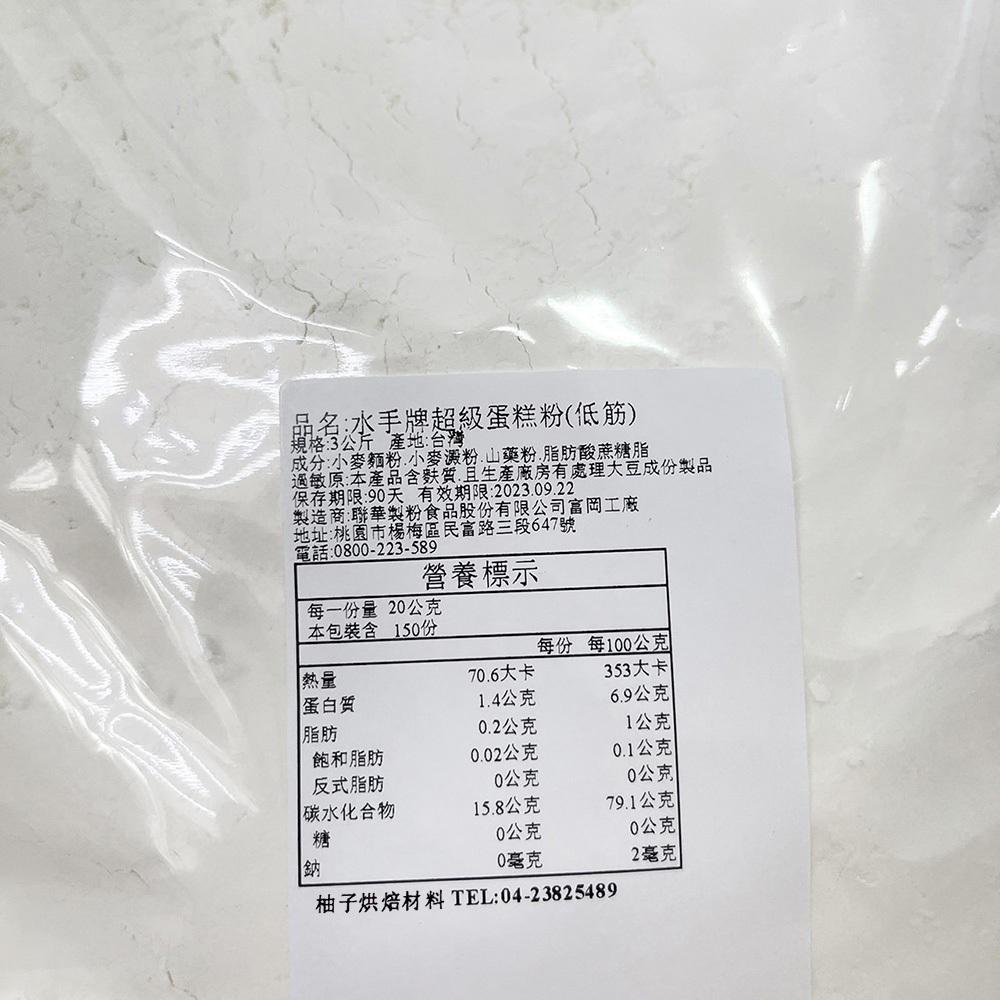 品名:水手牌超級蛋糕粉(低筋)
規格:3公斤 產地:台灣
成分:小麥麵粉.小麥澱粉.山藥粉.脂肪酸蔗糖脂
過敏原:本產品含麩質.且生產廠房有處理大豆成份製品
保存期限:90天 有效期限:2023.09.22
製造商:聯華製粉食品股份有限公司富岡工廠
地址:桃園市楊梅區民富路三段647號
電話:0800-223-589
營養標示
每一份量 20公克
本包裝含 150份
每份 每100公克
熱量 70.6大卡 353大卡
蛋白質 1.4公克 6.9公克
脂肪 0.2公克 1公克
飽和脂肪 0.02公克 0.1公克
反式脂肪 0公克 0公克
碳水化合物 15.8公克 79.1公克
糖 0公克 0公克
鈉 0毫克 2毫克
柚子烘焙材料 TEL:04-23825489